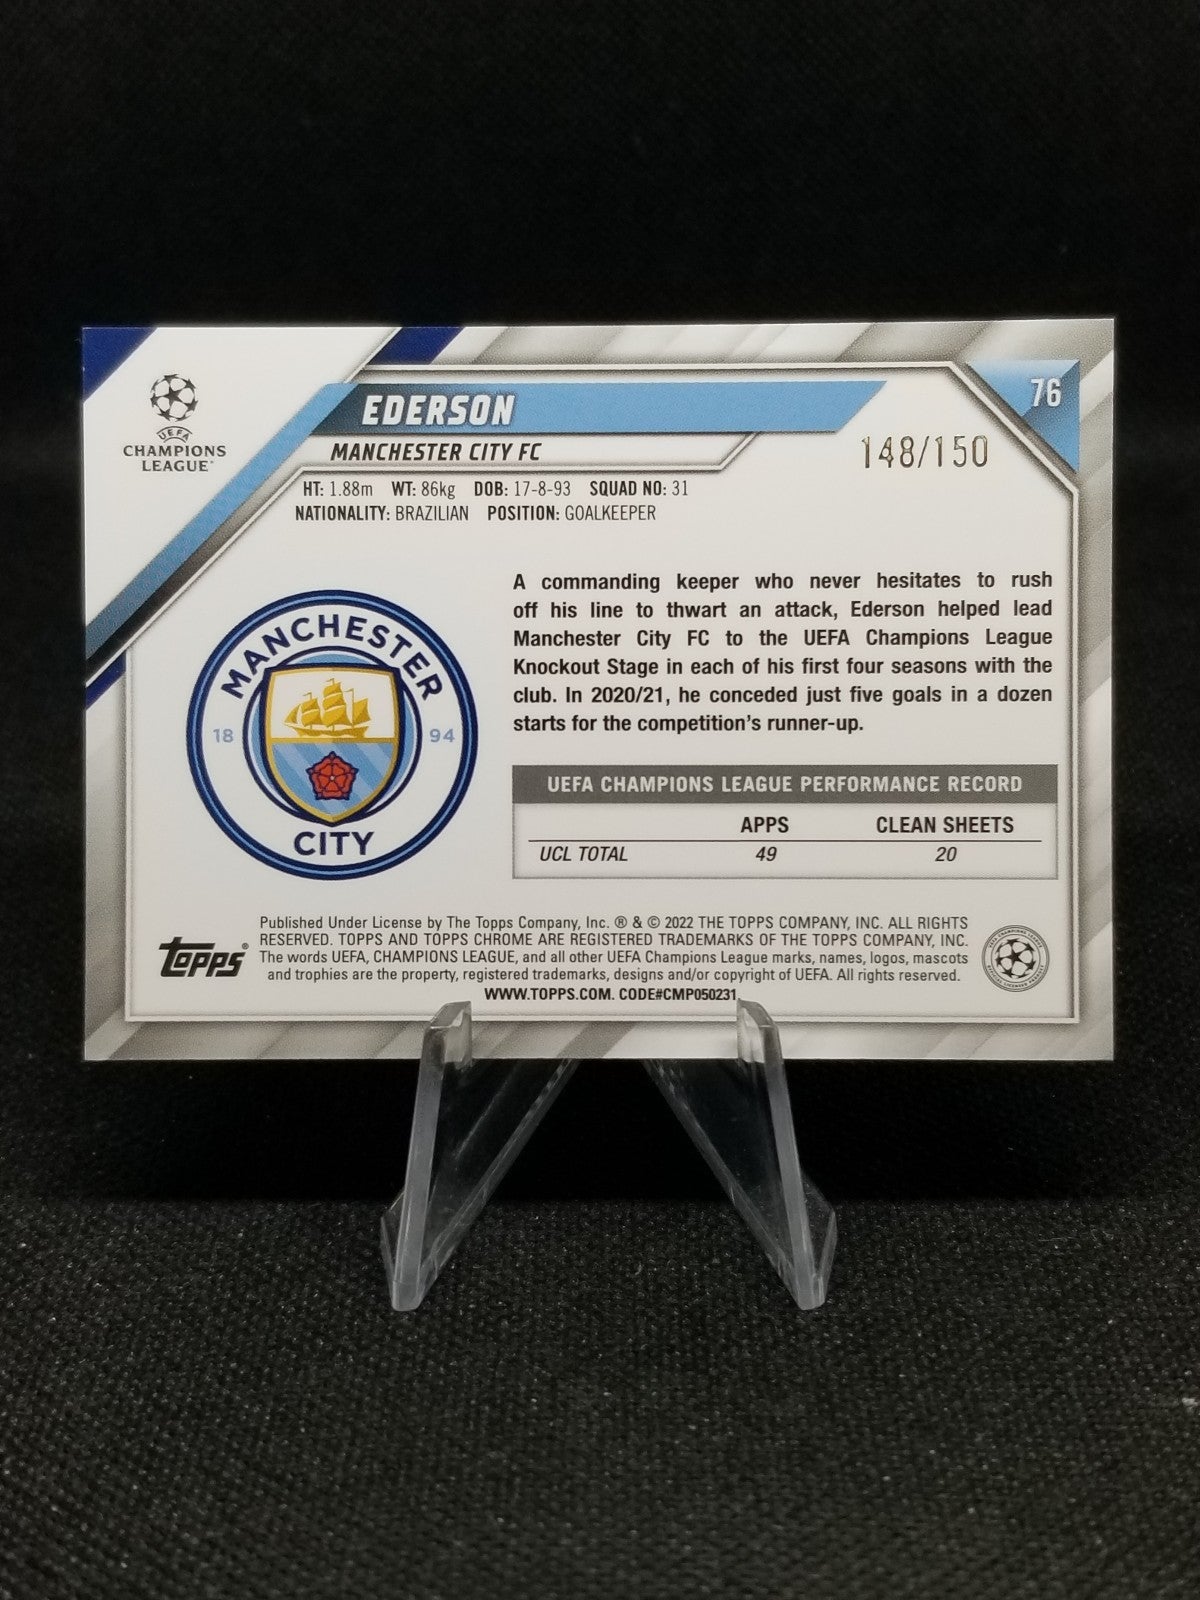 UEFA
CHAMPIONS
LEAGUE
EDERSON
76
MANCHESTER CITY FC
148/150
HT: 1.88m WT: 86kg DOB: 17-8-93 SQUAD NO: 31
NATIONALITY: BRAZILIAN POSITION: GOALKEEPER
A commanding keeper who never hesitates to rush
off his line to thwart an attack, Ederson helped lead
Manchester City FC to the UEFA Champions League
Knockout Stage in each of his first four seasons with the
club. In 2020/21, he conceded just five goals in a dozen
starts for the competition's runner-up.
MANCHESTER
18 94
CITY
UEFA CHAMPIONS LEAGUE PERFORMANCE RECORD
APPS CLEAN SHEETS
UCL TOTAL 49 20
Topps®
Published Under License by The Topps Company, Inc. ® & © 2022 THE TOPPS COMPANY, INC. ALL RIGHTS
RESERVED. TOPPS AND TOPPS CHROME ARE REGISTERED TRADEMARKS OF THE TOPPS COMPANY, INC.
The words UEFA, CHAMPIONS LEAGUE, and all other UEFA Champions League marks, names, logos, mascots
and trophies are the property, registered trademarks, designs and/or copyright of UEFA. All rights reserved.
WWW.TOPPS.COM. CODE#CMP050231